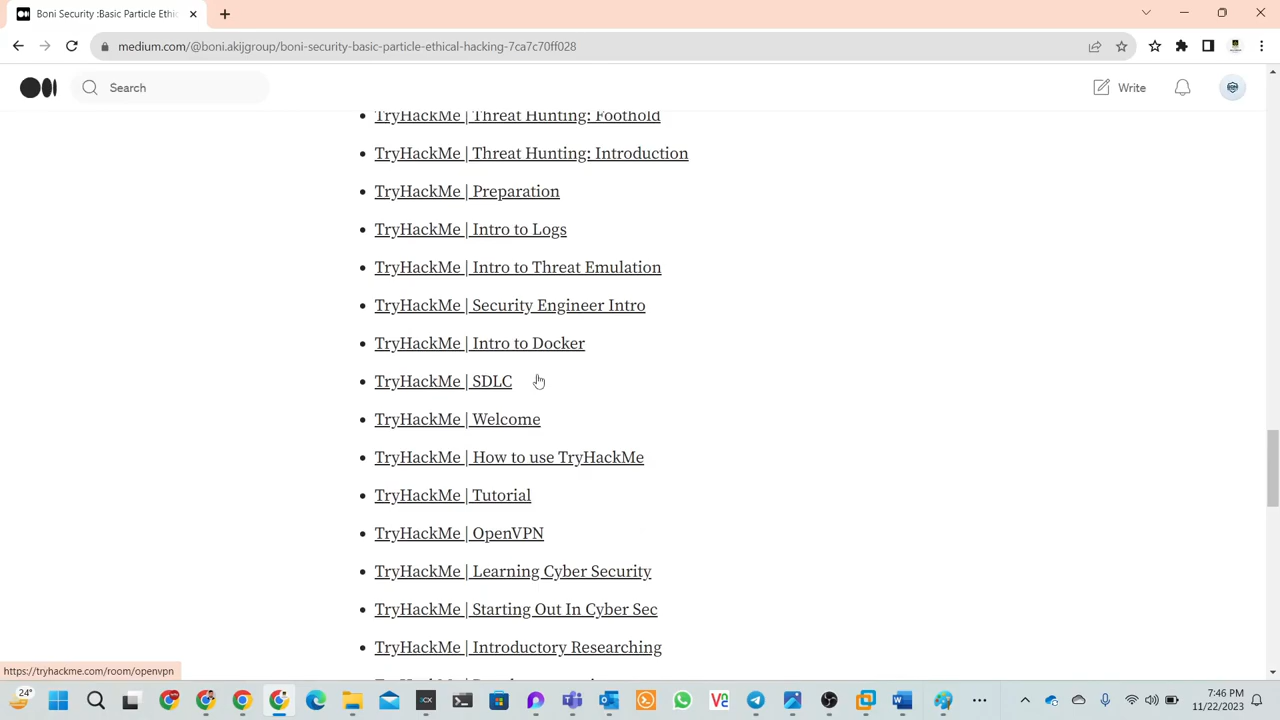 Boni Security :Basic Particle Ethic
medium.com/@boni.akijgroup/boni-security-basic-particle-ethical-hacking-7ca7c70ff028
Search
Write
TryHackMe | Threat Hunting: Foothold
TryHackMe | Threat Hunting: Introduction
TryHackMe | Preparation
TryHackMe | Intro to Logs
TryHackMe | Intro to Threat Emulation
TryHackMe | Security Engineer Intro
TryHackMe | Intro to Docker
TryHackMe | SDLC
TryHackMe | Welcome
TryHackMe | How to use TryHackMe
TryHackMe | Tutorial
TryHackMe | OpenVPN
TryHackMe | Learning Cyber Security
TryHackMe | Starting Out In Cyber Sec
TryHackMe | Introductory Researching
https://tryhackme.com/room/openvpn
24°
7:46 PM
11/22/2023